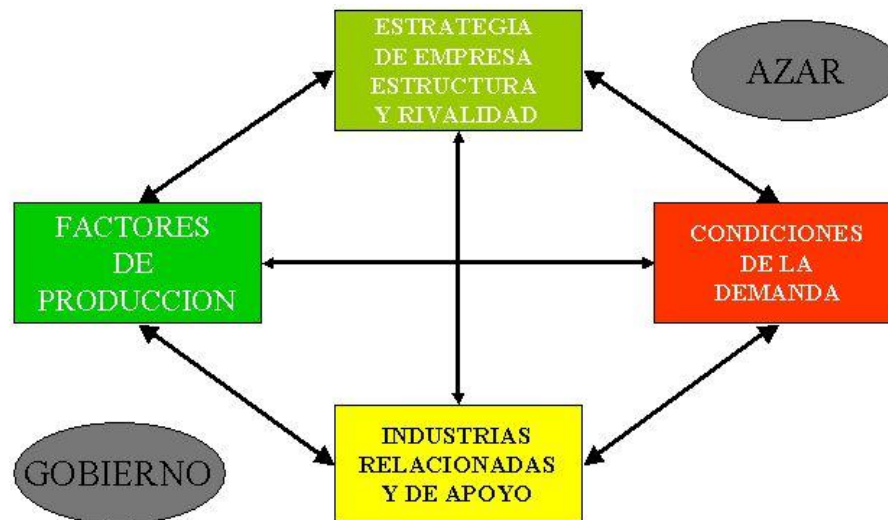 ESTRATEGIA
DE EMPRESA
ESTRUCTURA
Y RIVALIDAD
AZAR
FACTORES
DE
PRODUCCION
CONDICIONES
DE LA
DEMANDA
INDUSTRIAS
RELACIONADAS
Y DE APOYO
GOBIERNO